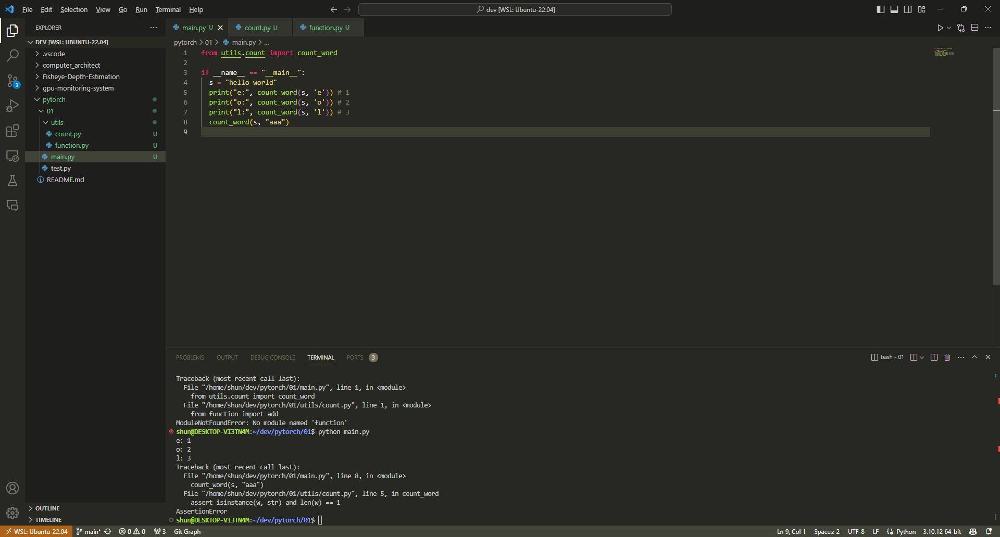 File Edit Selection View Go Run Terminal Help
dev [WSL: Ubuntu-22.04]
EXPLORER
DEV [WSL: UBUNTU-22.04]
.vscode
computer_architect
Fisheye-Depth-Estimation
gpu-monitoring-system
pytorch
01
utils
count.py U
function.py U
main.py U
test.py
README.md
OUTLINE
TIMELINE
3
main.py U
count.py U
function.py U
pytorch > 01 > main.py > ...
1 from utils.count import count_word
2
3 if __name__ == "__main__":
4 s = "hello world"
5 print("e:", count_word(s, 'e')) # 1
6 print("o:", count_word(s, 'o')) # 2
7 print("l:", count_word(s, 'l')) # 3
8 count_word(s, "aaa")
9
PROBLEMS OUTPUT DEBUG CONSOLE TERMINAL PORTS 3
bash - 01
Traceback (most recent call last):
File "/home/shun/dev/pytorch/01/main.py", line 1, in <module>
from utils.count import count_word
File "/home/shun/dev/pytorch/01/utils/count.py", line 1, in <module>
from function import add
ModuleNotFoundError: No module named 'function'
shun@DESKTOP-VI3TN4M:~/dev/pytorch/01$ python main.py
e: 1
o: 2
l: 3
Traceback (most recent call last):
File "/home/shun/dev/pytorch/01/main.py", line 8, in <module>
count_word(s, "aaa")
File "/home/shun/dev/pytorch/01/utils/count.py", line 5, in count_word
assert isinstance(w, str) and len(w) == 1
AssertionError
shun@DESKTOP-VI3TN4M:~/dev/pytorch/01$
WSL: Ubuntu-22.04 main* 0 0 3 Git Graph
Ln 9, Col 1 Spaces: 2 UTF-8 LF Python 3.10.12 64-bit